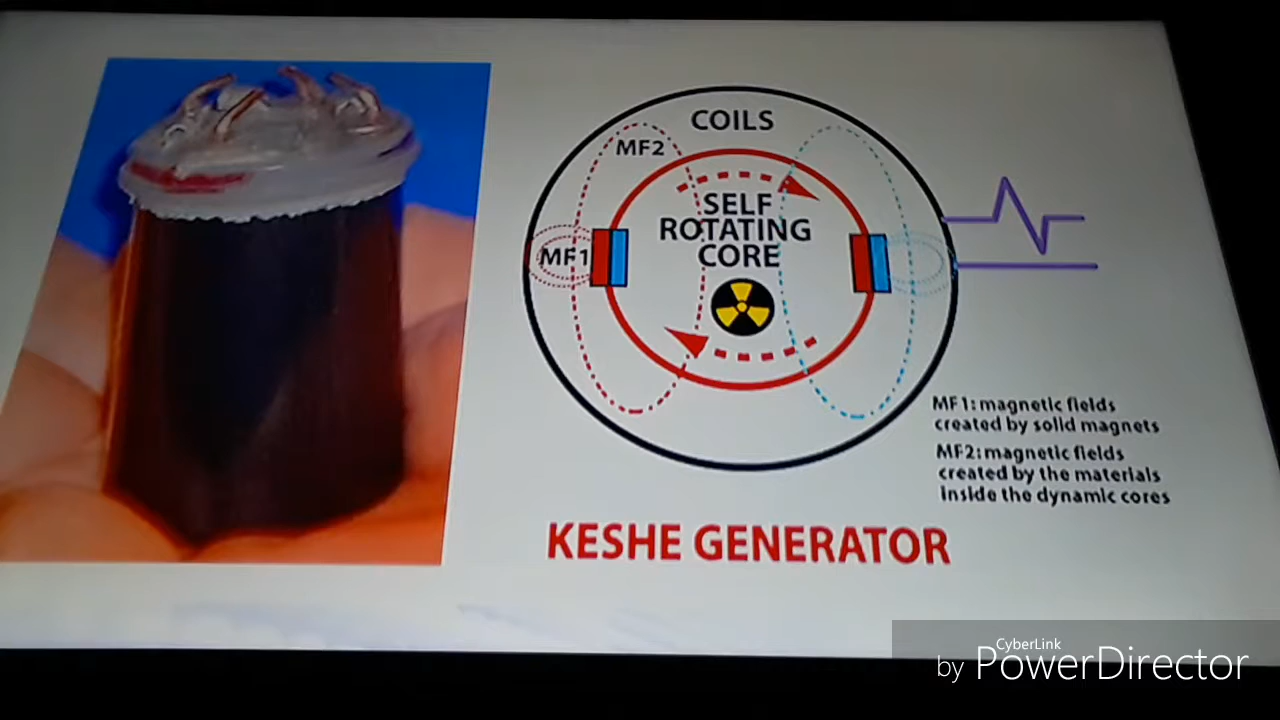 COILS
MF2
SELF
ROTATING
CORE
MF1
MF1: magnetic fields
created by solid magnets
MF2: magnetic fields
created by the materials
Inside the dynamic cores
KESHE GENERATOR
CyberLink
by PowerDirector